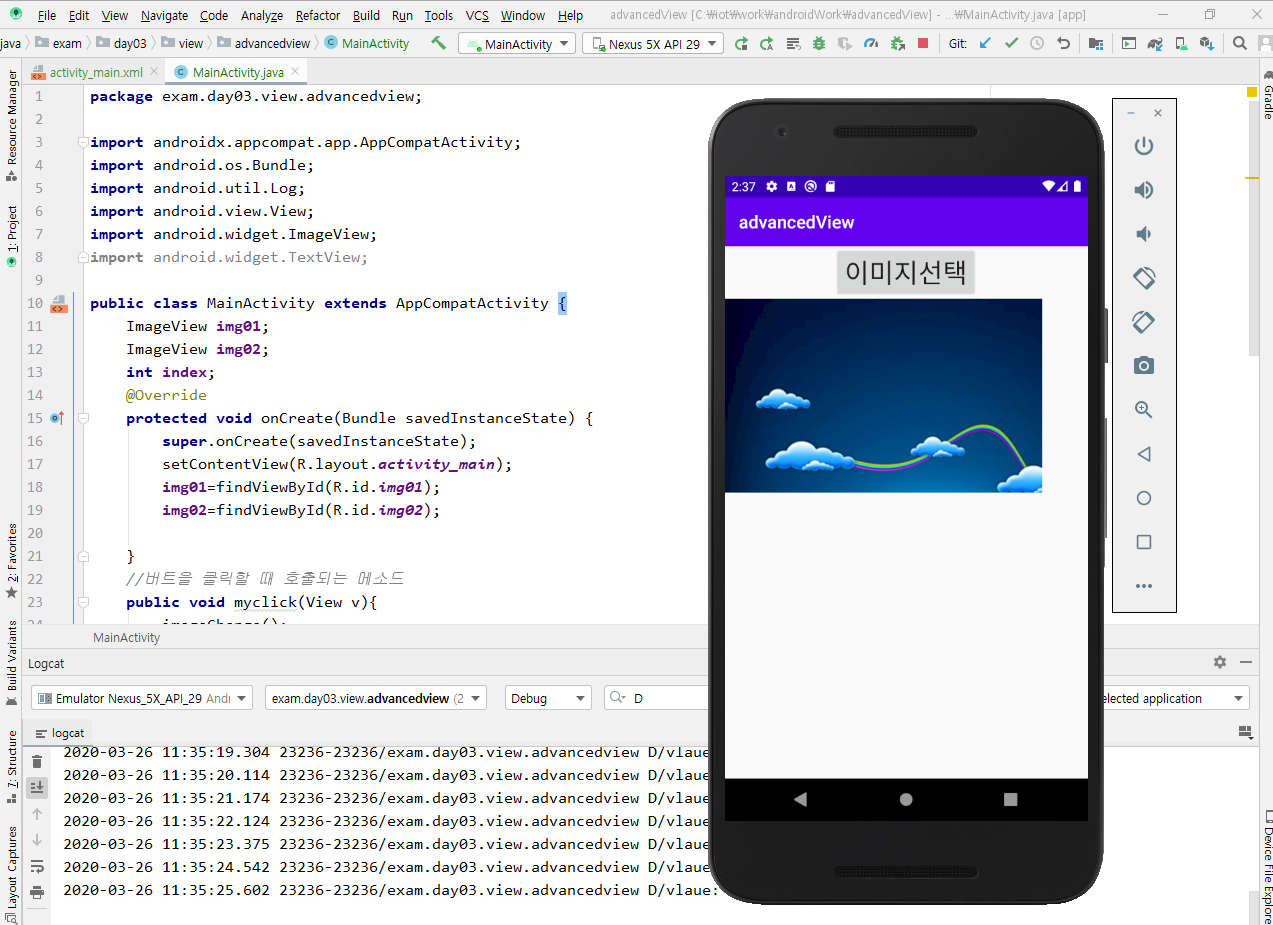 File Edit View Navigate Code Analyze Refactor Build Run Tools VCS Window Help advancedView [C:₩iot₩work₩androidWork₩advancedView] - ...₩MainActivity.java [app]
java exam day03 view advancedview MainActivity MainActivity Nexus 5X API 29 Git:
activity_main.xml MainActivity.java
Resource Manager
1: Project
2: Favorites
Build Variants
7: Structure
Layout Captures
1 package exam.day03.view.advancedview;
2
3 import androidx.appcompat.app.AppCompatActivity;
4 import android.os.Bundle;
5 import android.util.Log;
6 import android.view.View;
7 import android.widget.ImageView;
8 import android.widget.TextView;
9
10 public class MainActivity extends AppCompatActivity {
11 ImageView img01;
12 ImageView img02;
13 int index;
14 @Override
15 protected void onCreate(Bundle savedInstanceState) {
16 super.onCreate(savedInstanceState);
17 setContentView(R.layout.activity_main);
18 img01=findViewById(R.id.img01);
19 img02=findViewById(R.id.img02);
20
21 }
22 //버트을 클릭할 때 호출되는 메소드
23 public void myclick(View v){
24 imageChange();
MainActivity
2:37
advancedView
이미지선택
Gradle
Device File Explorer
Logcat
Emulator Nexus_5X_API_29 Andr exam.day03.view.advancedview (2 Debug D elected application
logcat
2020-03-26 11:35:19.304 23236-23236/exam.day03.view.advancedview D/vlaue
2020-03-26 11:35:20.114 23236-23236/exam.day03.view.advancedview D/vlaue
2020-03-26 11:35:21.174 23236-23236/exam.day03.view.advancedview D/vlaue
2020-03-26 11:35:22.124 23236-23236/exam.day03.view.advancedview D/vlaue
2020-03-26 11:35:23.375 23236-23236/exam.day03.view.advancedview D/vlaue
2020-03-26 11:35:24.542 23236-23236/exam.day03.view.advancedview D/vlaue
2020-03-26 11:35:25.602 23236-23236/exam.day03.view.advancedview D/vlaue: